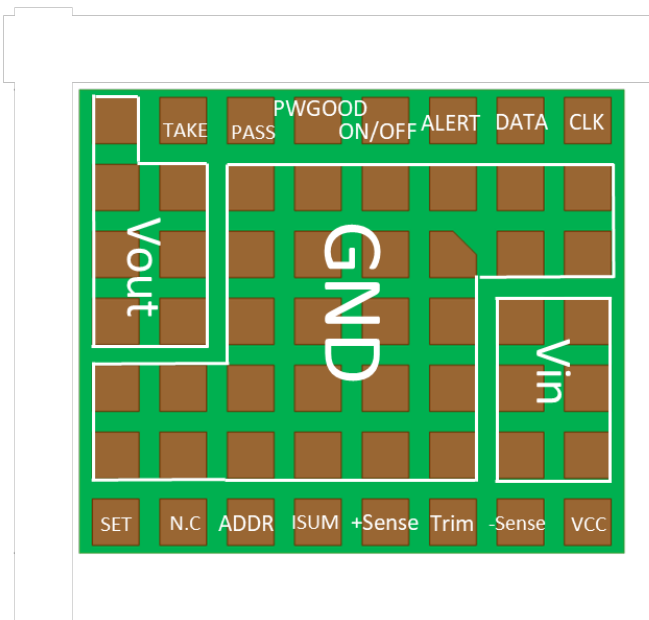 TAKE PASS PWGOOD ON/OFF ALERT DATA CLK
Vout
GND
Vin
SET N.C ADDR ISUM +Sense Trim -Sense VCC